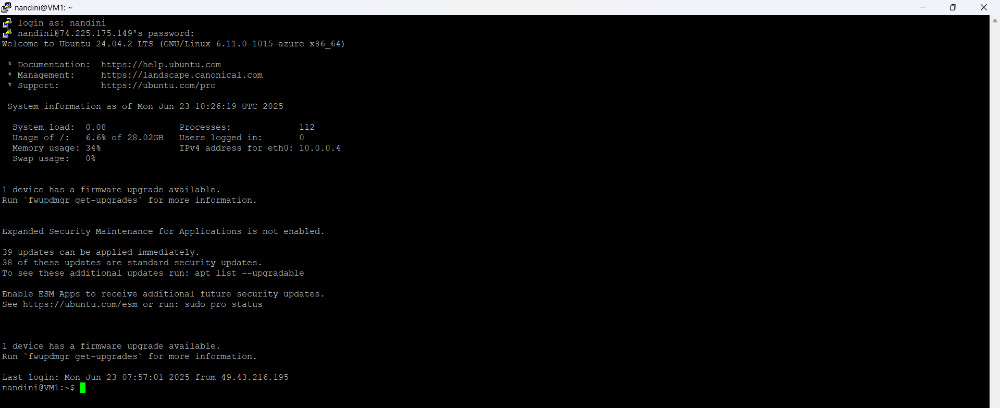 nandini@VM1: ~
login as: nandini
nandini@74.225.175.149's password:
Welcome to Ubuntu 24.04.2 LTS (GNU/Linux 6.11.0-1015-azure x86_64)
* Documentation:  https://help.ubuntu.com
* Management:     https://landscape.canonical.com
* Support:        https://ubuntu.com/pro
System information as of Mon Jun 23 10:26:19 UTC 2025
System load:  0.08              Processes:             112
Usage of /:   6.6% of 28.02GB   Users logged in:       0
Memory usage: 34%               IPv4 address for eth0: 10.0.0.4
Swap usage:   0%
1 device has a firmware upgrade available.
Run `fwupdmgr get-upgrades` for more information.
Expanded Security Maintenance for Applications is not enabled.
39 updates can be applied immediately.
38 of these updates are standard security updates.
To see these additional updates run: apt list --upgradable
Enable ESM Apps to receive additional future security updates.
See https://ubuntu.com/esm or run: sudo pro status
1 device has a firmware upgrade available.
Run `fwupdmgr get-upgrades` for more information.
Last login: Mon Jun 23 07:57:01 2025 from 49.43.216.195
nandini@VM1:~$